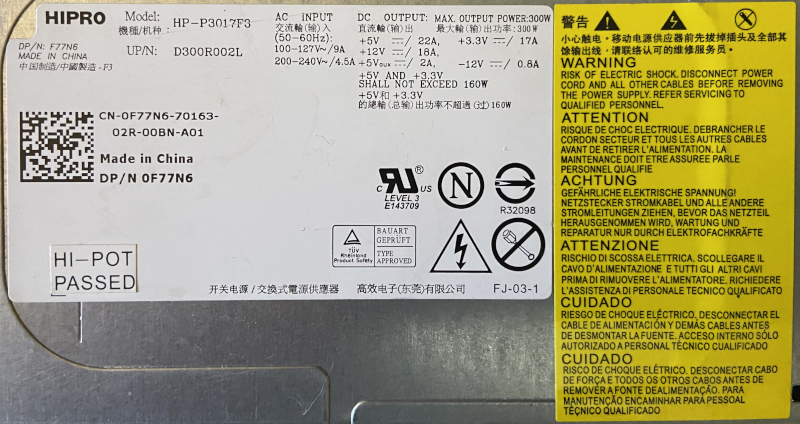 HIPRO
Model: HP-P3017F3
機種/机种:
DP/N: F77N6
MADE IN CHINA
中国制造/中國製造 -F3
UP/N: D300R002L
AC INPUT
交流輸(输)入
(50-60Hz):
100-127V~/9A
200-240V~/4.5A
DC OUTPUT: MAX. OUTPUT POWER:300W
直流輸(输)出 最大輸(输)出功率:300W
+5V ⎓/ 22A, +3.3V ⎓/ 17A
+12V ⎓/ 18A,
+5VAUX ⎓/ 2A, -12V ⎓/ 0.8A
+5V AND +3.3V
SHALL NOT EXCEED 160W
+5V和 +3.3V
的總輸(总输)出功率不超過(过)160W
CN-0F77N6-70163-
02R-00BN-A01
Made in China
DP/N 0F77N6
HI-POT
PASSED
C RU ® US
LEVEL 3
E143709
N
R32098
TÜV
Rheinland
Product Safety
BAUART
GEPRÜFT
TYPE
APPROVED
开关电源/交換式電源供應器 高效电子(东莞)有限公司 FJ-03-1
警告
小心触电,移动电源供应器前先拔掉插头及全部其
馀输出线,请联络认可的维修服务员.
WARNING
RISK OF ELECTRIC SHOCK. DISCONNECT POWER
CORD AND ALL OTHER CABLES BEFORE REMOVING
THE POWER SUPPLY. REFER SERVICING TO
QUALIFIED PERSONNEL.
ATTENTION
RISQUE DE CHOC ELECTRIQUE. DEBRANCHER LE
CORDON SECTEUR ET TOUS LES AUTRES CABLES
AVANT DE RETIRER L'ALIMENTATION. LA
MAINTENANCE DOIT ETRE ASSUREE PARLE
PERSONNEL QUALIFIE
ACHTUNG
GEFÄHRLICHE ELEKTRISCHE SPANNUNG!
NETZSTECKER STROMKABEL UND ALLE ANDERE
STROMLEITUNGEN ZIEHEN, BEVOR DAS NETZTEIL
HERAUSGENOMMEN WIRD, WARTUNG UND
REPARATUR NUR DURCH ELEKTROFACHKRÄFTE
ATTENZIONE
RISCHIO DI SCOSSA ELETTRICA. SCOLLEGARE IL
CAVO D'ALIMENTAZIONE E TUTTI GLI ALTRI CAVI
PRIMA DI RIMUOVERE L'ALIMENTATORE, RICHIEDERE
L'ASSISTENZA DI PERSONALE TECNICO QUALIFICATO
CUIDADO
RIESGO DE CHOQUE ELÉCTRICO. DESCONNECTAR EL
CABLE DE ALIMENTACIÓN Y DEMÁS CABLES ANTES
DE DESMONTAR LA FUENTE. ACCESO INTERNO SÓLO
AUTORIZADO A PERSONAL TÉCNICO CUALIFICADO
CUIDADO
RISCO DE CHOQUE ELÉTRICO. DESCONECTAR CABO
DE FORÇA E TODOS OS OUTROS CABOS ANTES DE
REMOVER A FONTE DE ALIMENTAÇÃO. PARA
MANUTENÇÃO ENCAMINHAR PARA PESSOAL
TÉCNICO QUALIFICADO